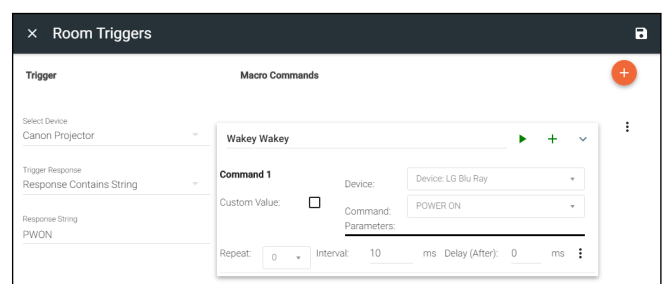 × Room Triggers
Trigger Macro Commands
Select Device
Canon Projector
Trigger Response
Response Contains String
Response String
PWON
Wakey Wakey
Command 1
Device: Device: LG Blu Ray
Custom Value:
Command: POWER ON
Parameters:
Repeat: 0 Interval: 10 ms Delay (After): 0 ms